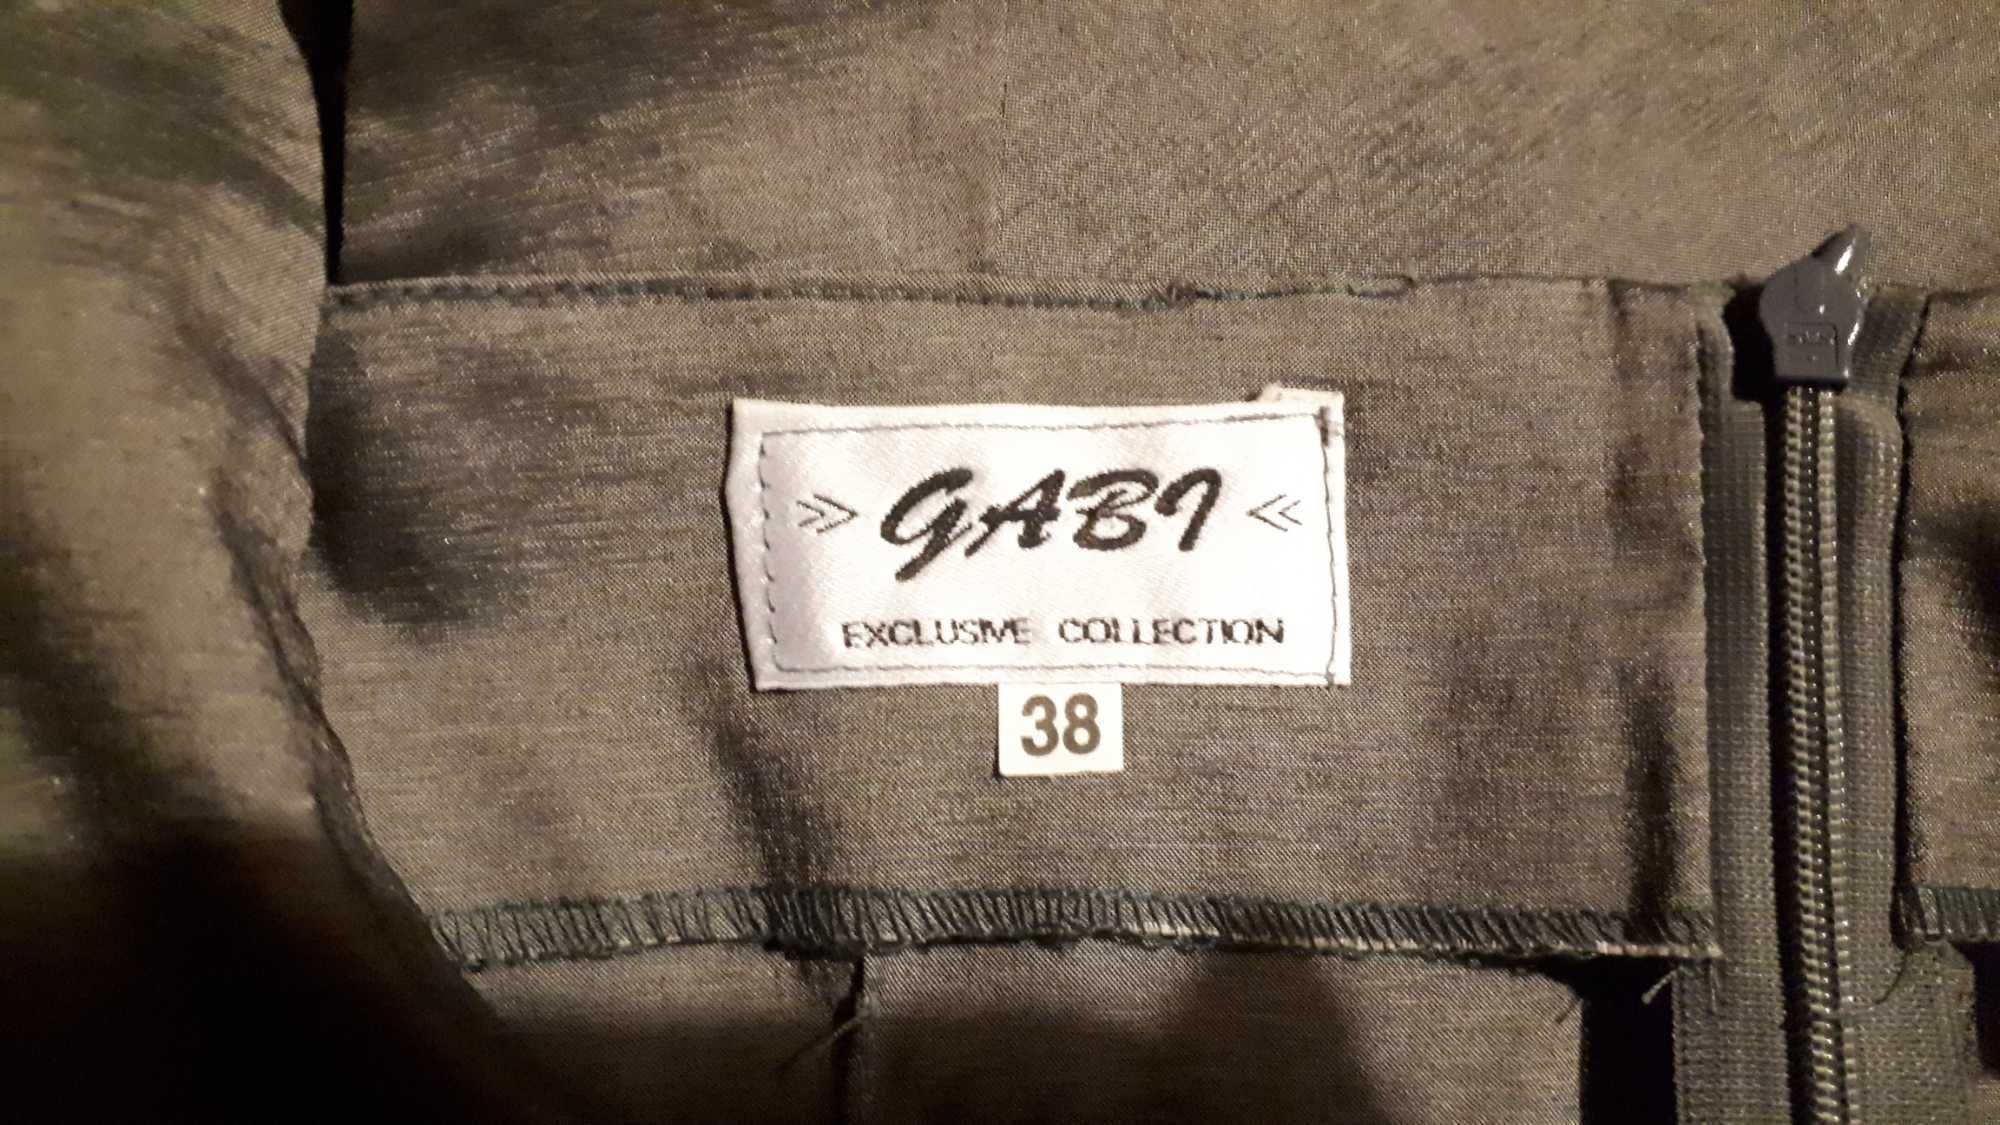 >> GABI <<
EXCLUSIVE COLLECTION
38